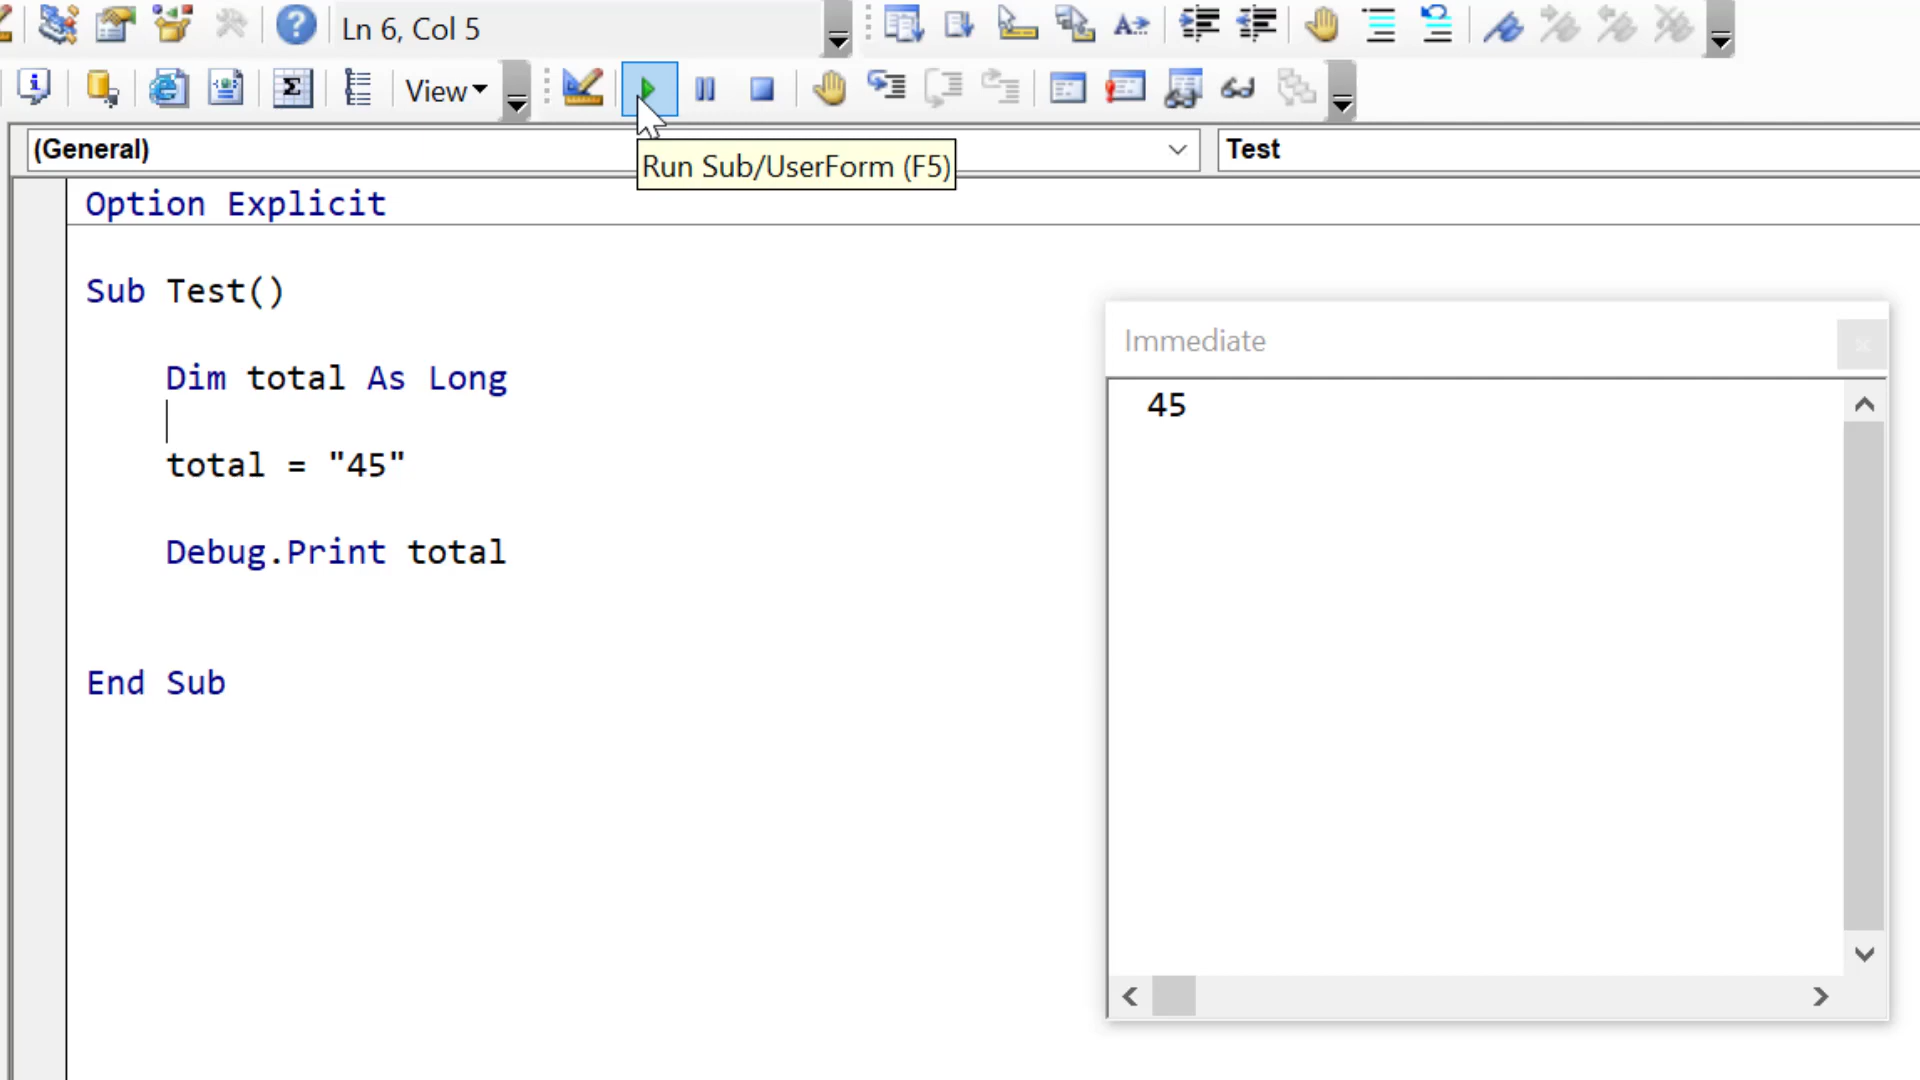 Ln 6, Col 5
View
(General)
Test
Run Sub/UserForm (F5)
Option Explicit
Sub Test()
Dim total As Long
total = "45"
Debug.Print total
End Sub
Immediate
45